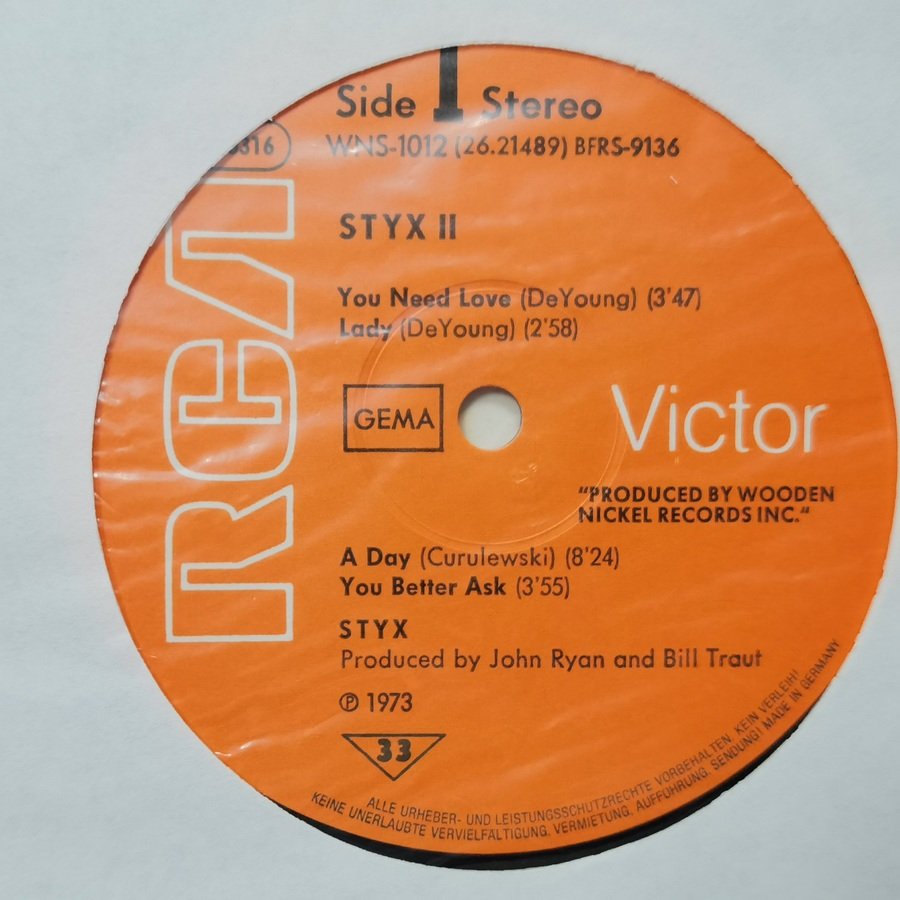 Side 1 Stereo
WNS-1012 (26.21489) BFRS-9136
316
RCA
STYX II
You Need Love (DeYoung) (3'47)
Lady (DeYoung) (2'58)
GEMA
Victor
"PRODUCED BY WOODEN
NICKEL RECORDS INC."
A Day (Curulewski) (8'24)
You Better Ask (3'55)
STYX
Produced by John Ryan and Bill Traut
℗ 1973
33
ALLE URHEBER- UND LEISTUNGSSCHUTZRECHTE VORBEHALTEN. KEIN VERLEIH!
KEINE UNERLAUBTE VERVIELFÄLTIGUNG, VERMIETUNG, AUFFÜHRUNG, SENDUNG! MADE IN GERMANY